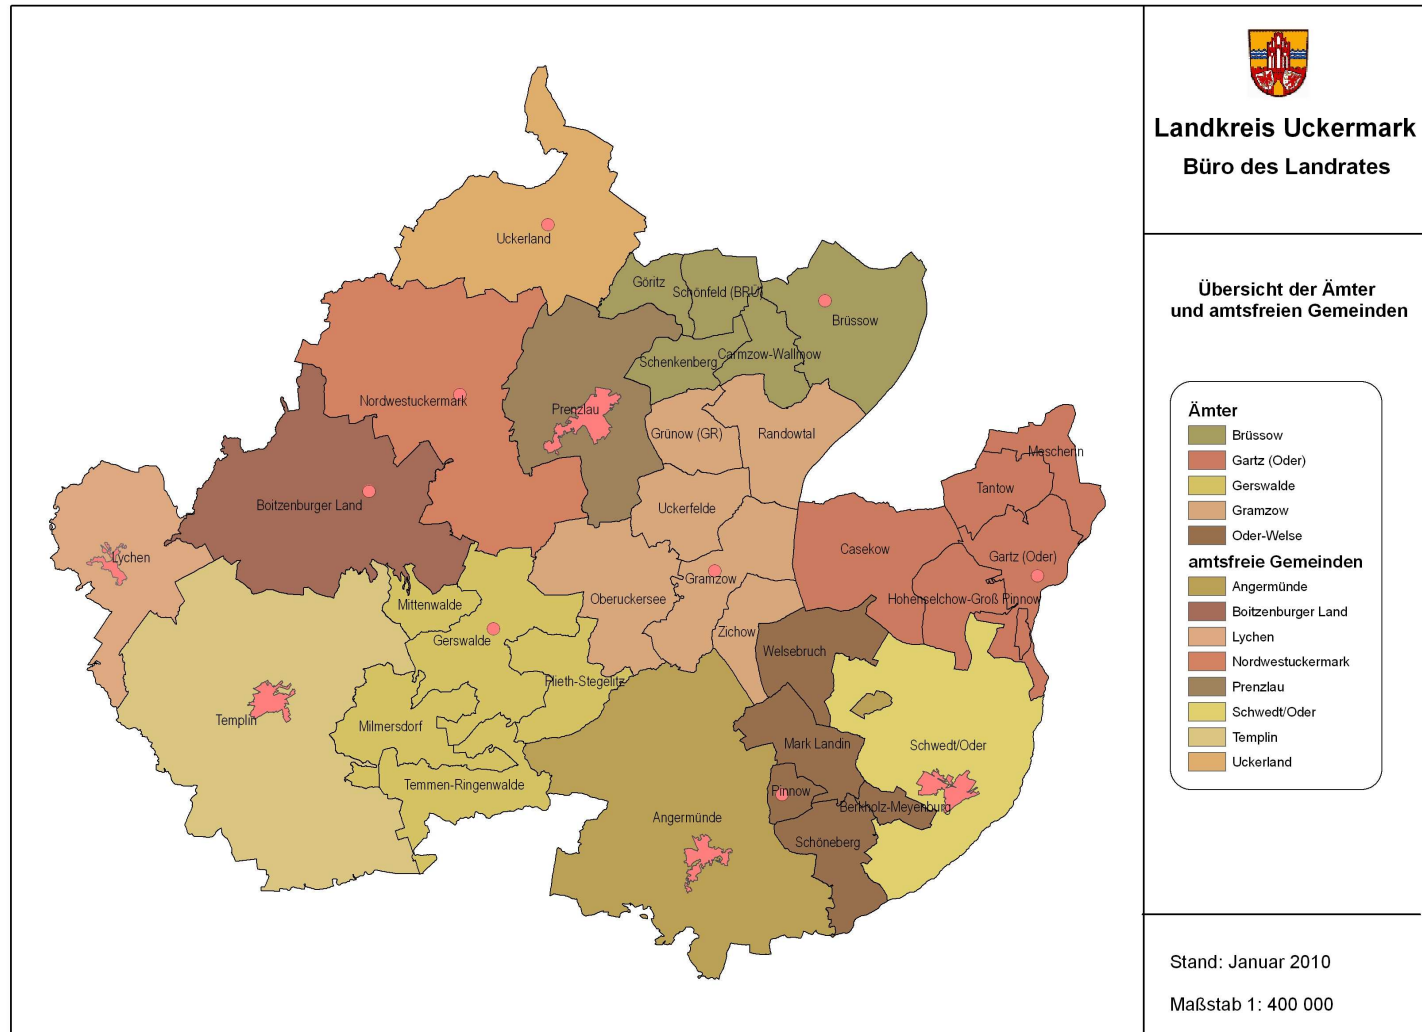 Landkreis Uckermark
Büro des Landrates
Übersicht der Ämter
und amtsfreien Gemeinden
Ämter
Brüssow
Gartz (Oder)
Gerswalde
Gramzow
Oder-Welse
amtsfreie Gemeinden
Angermünde
Boitzenburger Land
Lychen
Nordwestuckermark
Prenzlau
Schwedt/Oder
Templin
Uckerland
Stand: Januar 2010
Maßstab 1: 400 000
Uckerland
Göritz
Schönfeld (BRÜ)
Brüssow
Schenkenberg
Carmzow-Wallmow
Nordwestuckermark
Prenzlau
Grünow (GR)
Randowtal
Mescherin
Tantow
Boitzenburger Land
Uckerfelde
Casekow
Gartz (Oder)
Lychen
Gramzow
Oberuckersee
Hohenselchow-Groß Pinnow
Mittenwalde
Gerswalde
Zichow
Welsebruch
Flieth-Stegelitz
Templin
Milmersdorf
Mark Landin
Schwedt/Oder
Temmen-Ringenwalde
Pinnow
Berkholz-Meyenburg
Angermünde
Schöneberg